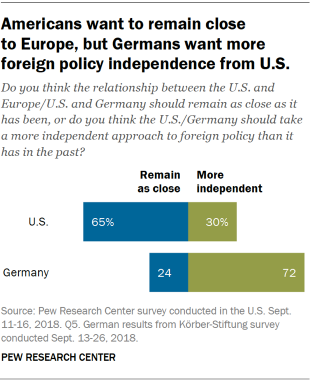 Americans want to remain close
to Europe, but Germans want more
foreign policy independence from U.S.
Do you think the relationship between the U.S. and
Europe/U.S. and Germany should remain as close as it
has been, or do you think the U.S./Germany should take
a more independent approach to foreign policy than it
has in the past?
Remain as close
More independent
U.S.
65%
30%
Germany
24
72
Source: Pew Research Center survey conducted in the U.S. Sept.
11-16, 2018. Q5. German results from Körber-Stiftung survey
conducted Sept. 13-26, 2018.
PEW RESEARCH CENTER